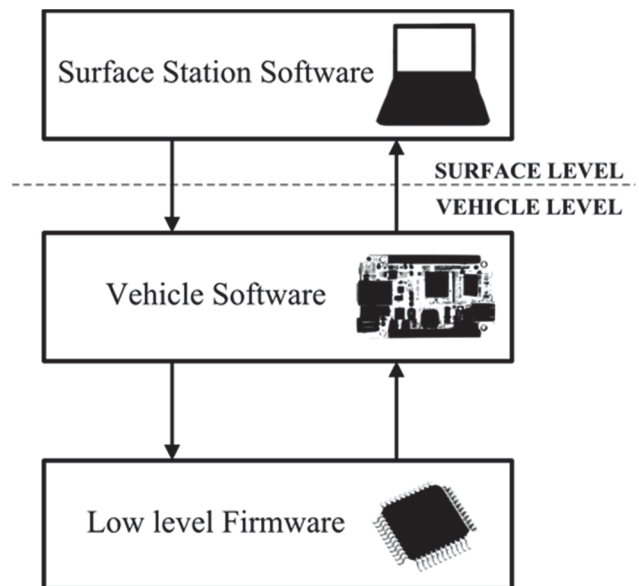 Surface Station Software
SURFACE LEVEL
VEHICLE LEVEL
Vehicle Software
Low level Firmware